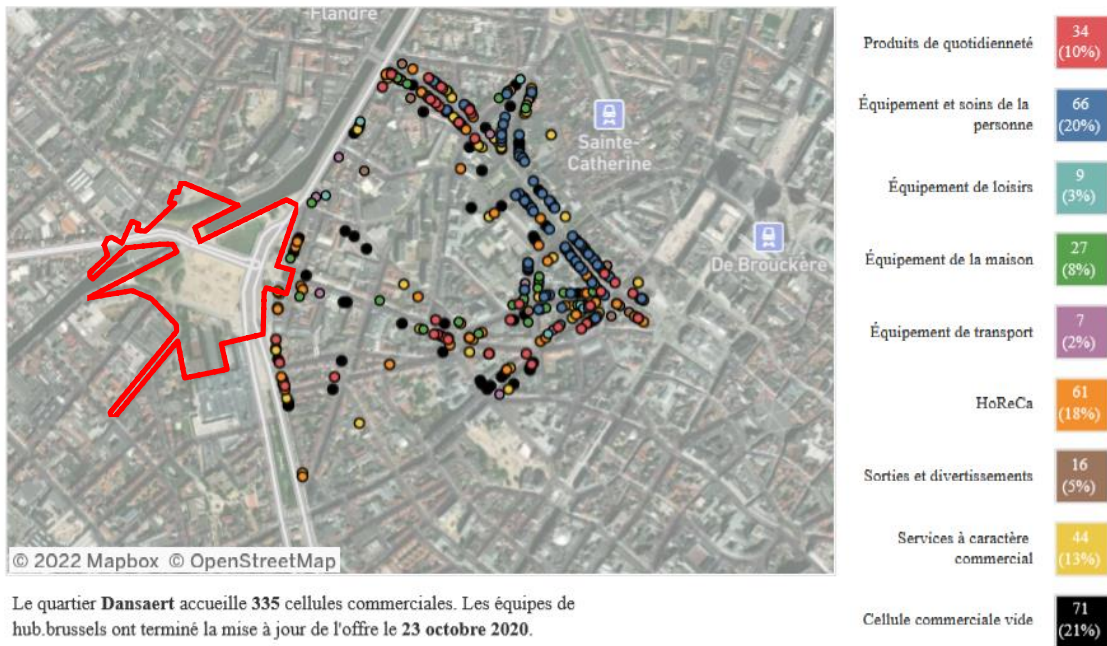 Flandre
Sainte-
Catherine
De Brouckère
© 2022 Mapbox © OpenStreetMap
Le quartier Dansaert accueille 335 cellules commerciales. Les équipes de
hub.brussels ont terminé la mise à jour de l'offre le 23 octobre 2020.
Produits de quotidienneté
34
(10%)
Équipement et soins de la
personne
66
(20%)
Équipement de loisirs
9
(3%)
Équipement de la maison
27
(8%)
Équipement de transport
7
(2%)
HoReCa
61
(18%)
Sorties et divertissements
16
(5%)
Services à caractère
commercial
44
(13%)
Cellule commerciale vide
71
(21%)